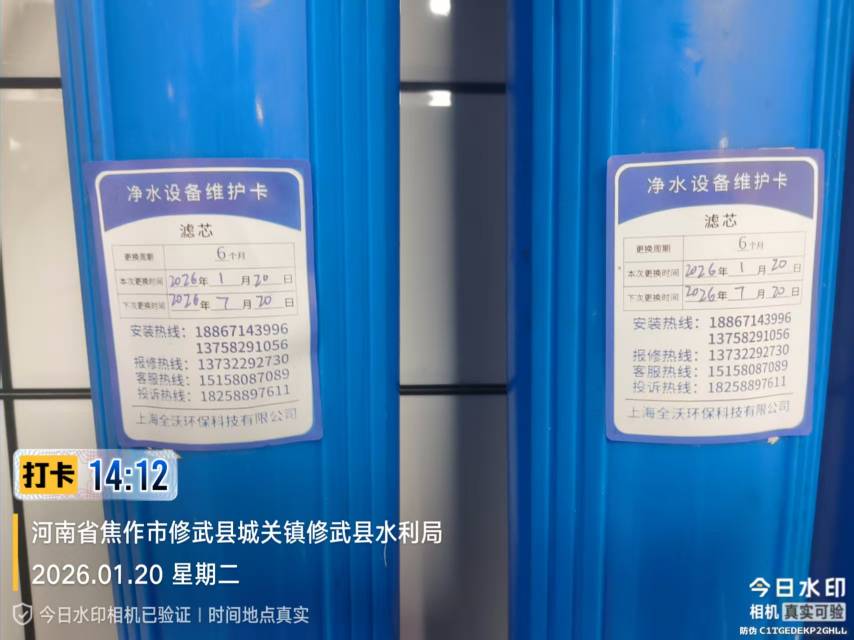 净水设备维护卡
滤芯
更换周期 6个月
本次更换时间 2026年 1 月 20 日
下次更换时间 2026年 7 月 20 日
安装热线: 18867143996
13758291056
报修热线: 13732292730
客服热线: 15158087089
投诉热线: 18258897611
上海全沃环保科技有限公司
净水设备维护卡
滤芯
更换周期 6个月
本次更换时间 2026年 1 月 20 日
下次更换时间 2026年 7 月 20 日
安装热线: 18867143996
13758291056
报修热线: 13732292730
客服热线: 15158087089
投诉热线: 18258897611
上海全沃环保科技有限公司
打卡 14:12
河南省焦作市修武县城关镇修武县水利局
2026.01.20 星期二
今日水印相机已验证 | 时间地点真实
今日水印
相机 真实可验
防伪 C1TGEDEKP2GHLL